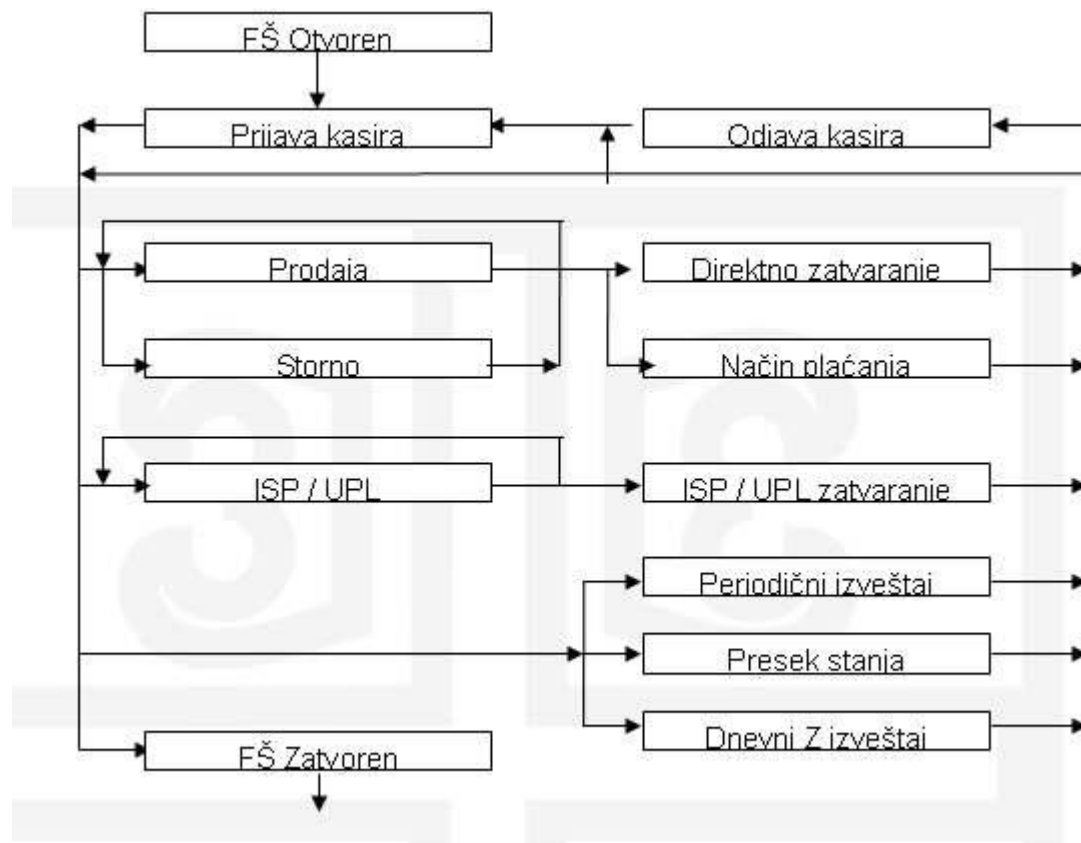 FŠ Otvoren
Prijava kasira
Odjava kasira
Prodaja
Direktno zatvaranje
Storno
Način plaćanja
ISP / UPL
ISP / UPL zatvaranje
Periodični izveštaj
Presek stanja
Dnevni Z izveštaj
FŠ Zatvoren